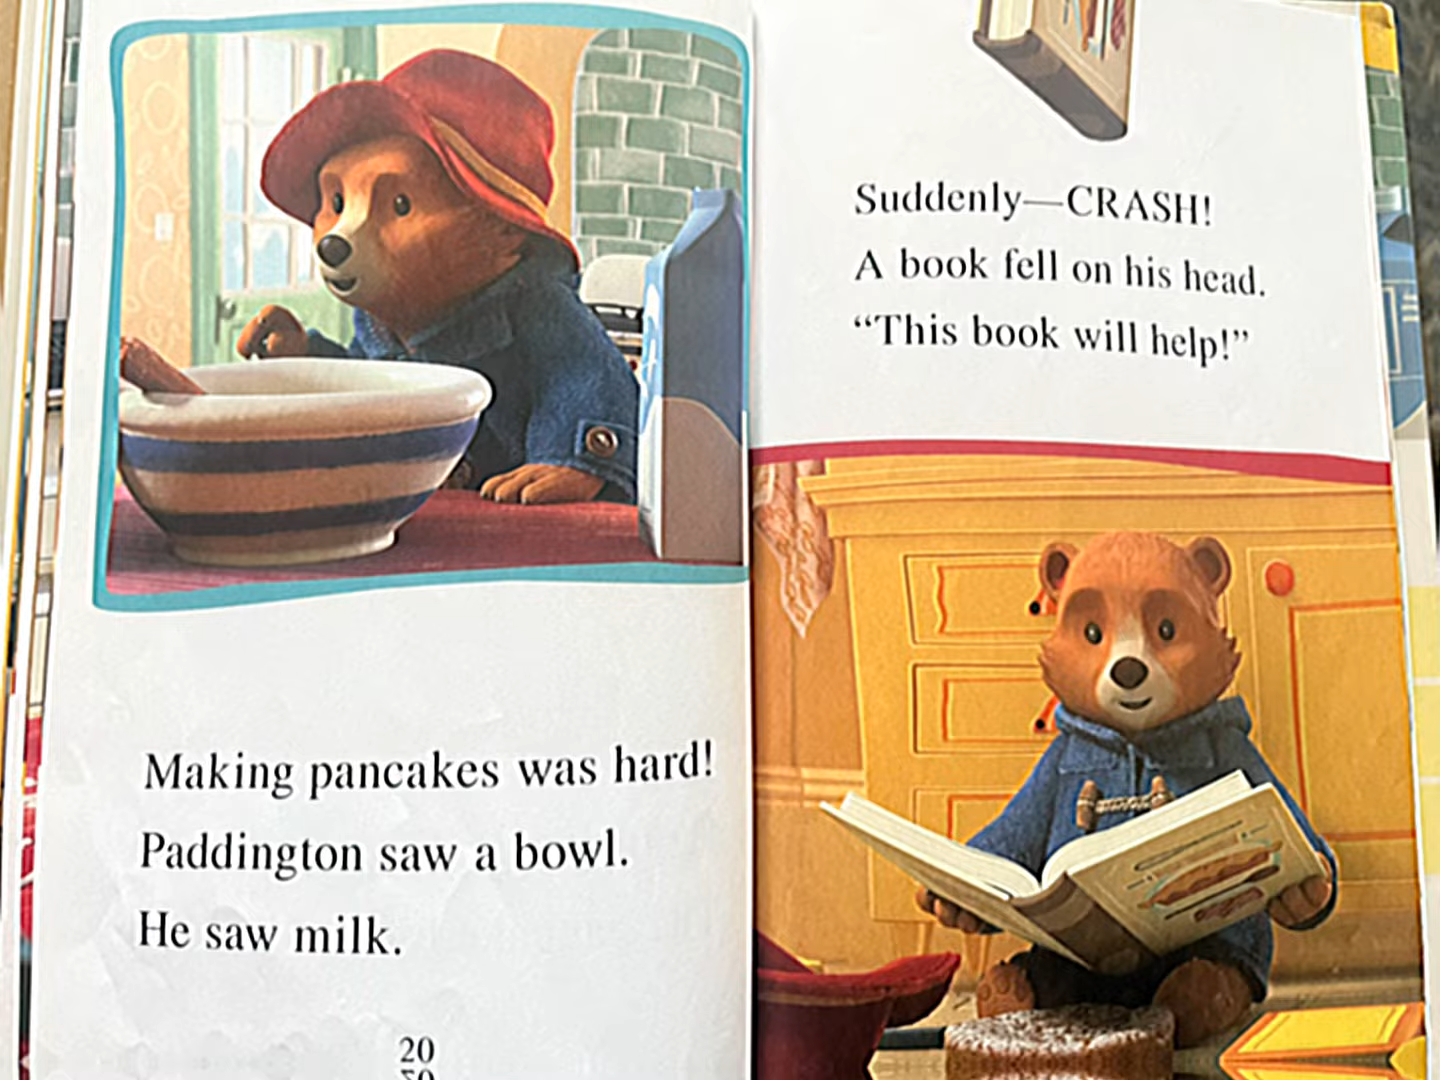 Making pancakes was hard!
Paddington saw a bowl.
He saw milk.
20
Suddenly—CRASH!
A book fell on his head.
“This book will help!”